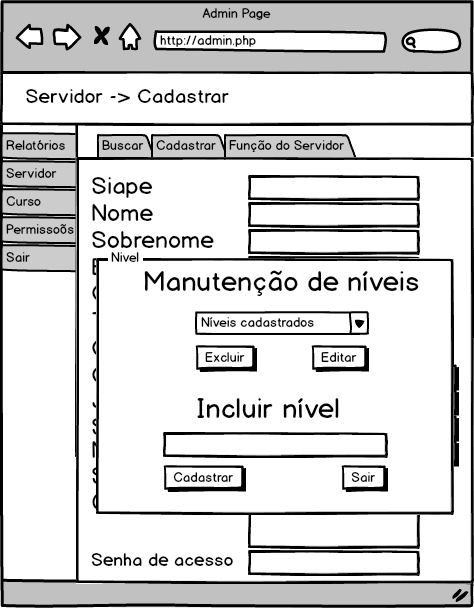 Admin Page
http://admin.php
Servidor -> Cadastrar
Relatórios
Servidor
Curso
Permissoõs
Sair
Buscar
Cadastrar
Função do Servidor
Siape
Nome
Sobrenome
Nivel
Manutenção de níveis
Níveis cadastrados
Excluir
Editar
Incluir nível
Cadastrar
Sair
Senha de acesso